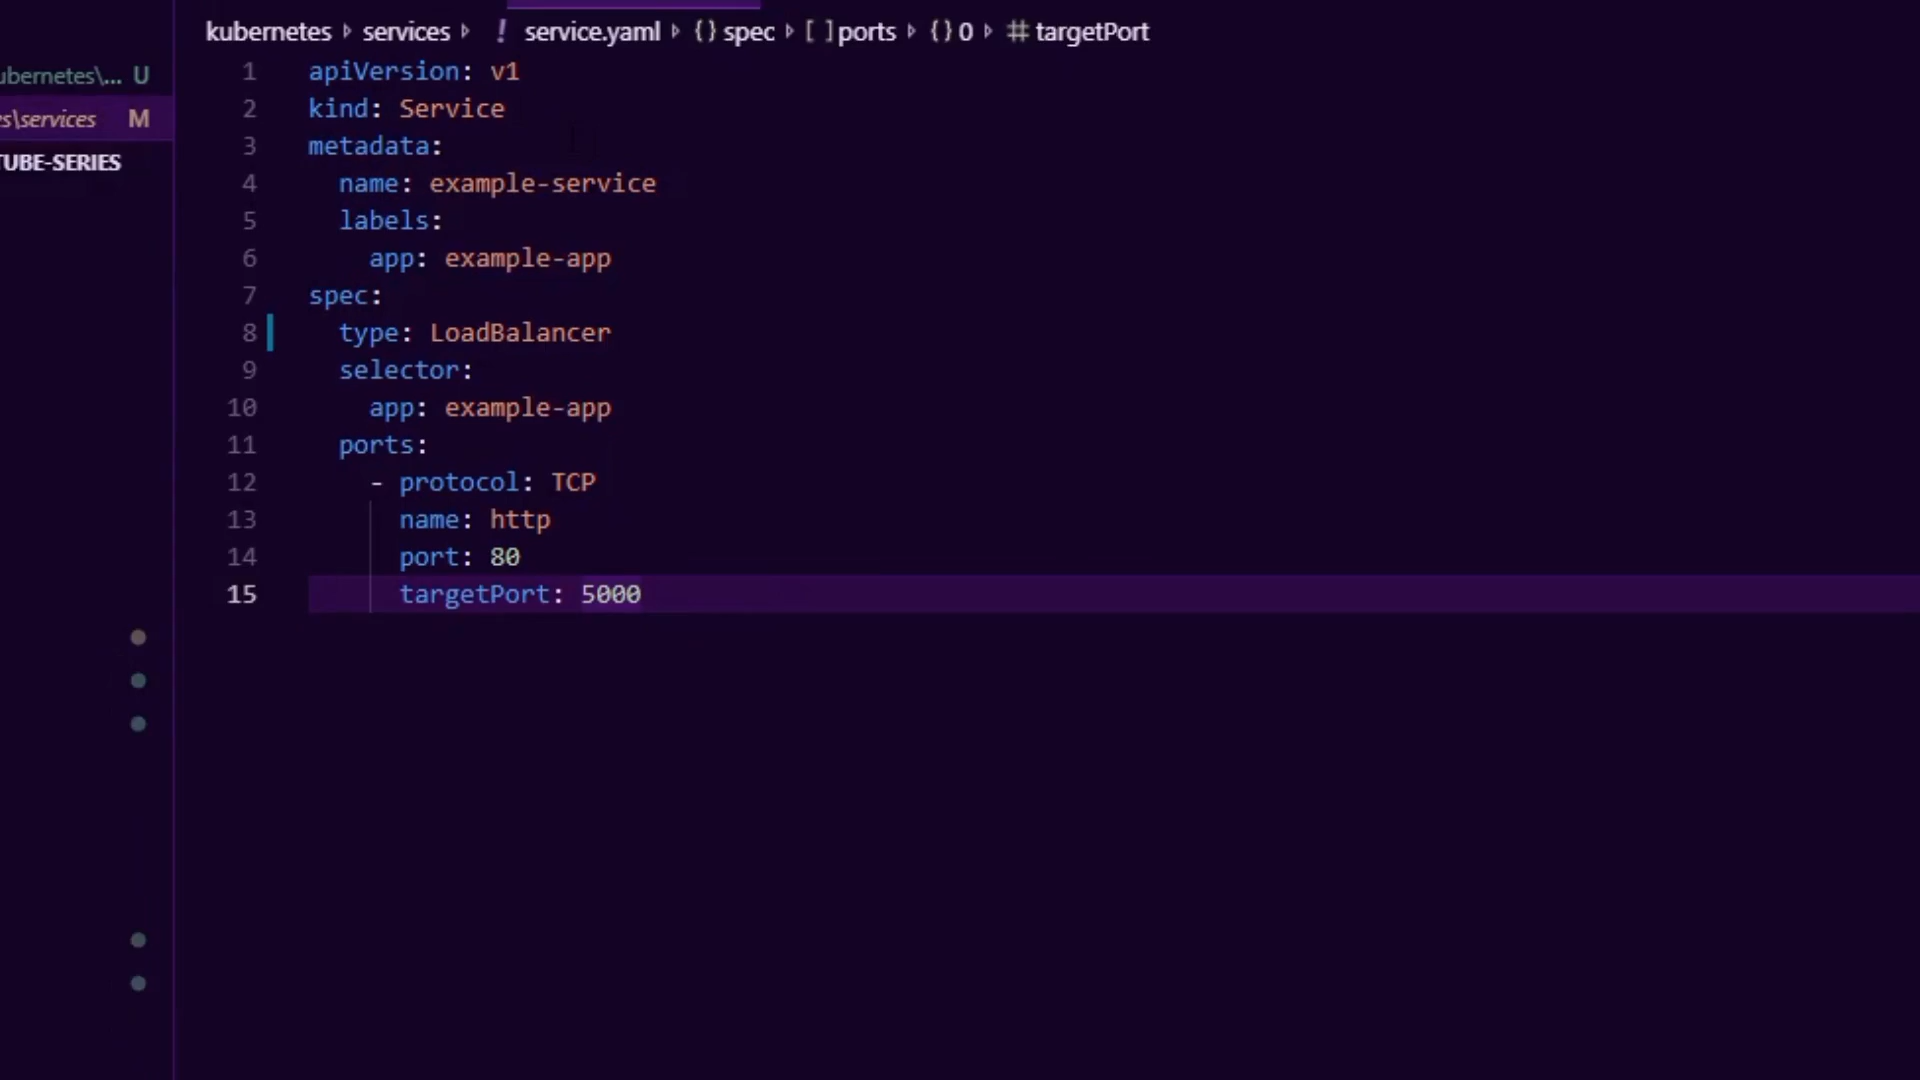 kubernetes services ! service.yaml {} spec [ ] ports {} 0 # targetPort
ubernetes\... U
s\services M
TUBE-SERIES
1 apiVersion: v1
2 kind: Service
3 metadata:
4   name: example-service
5   labels:
6     app: example-app
7 spec:
8   type: LoadBalancer
9   selector:
10     app: example-app
11   ports:
12     - protocol: TCP
13       name: http
14       port: 80
15       targetPort: 5000